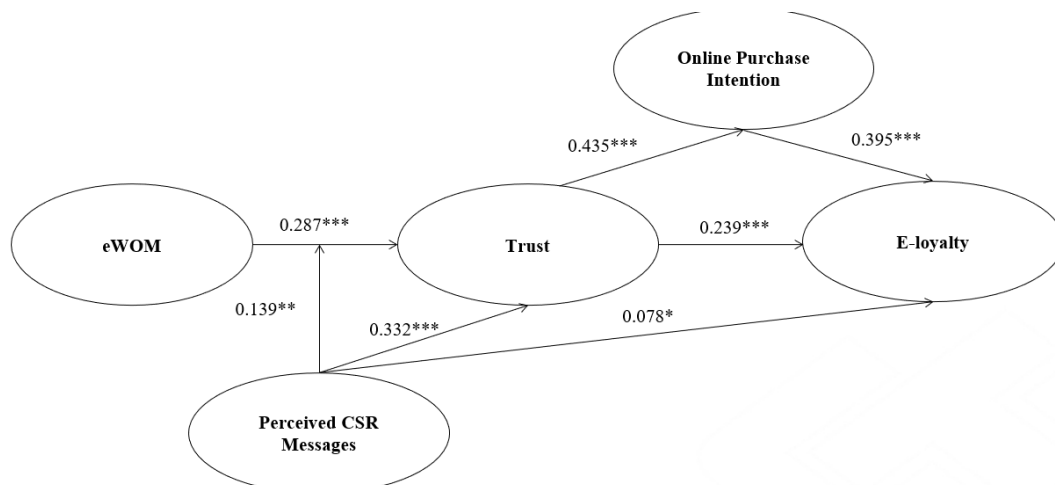 Online Purchase
Intention
0.435***
0.395***
0.287***
0.239***
eWOM
Trust
E-loyalty
0.139**
0.332***
0.078*
Perceived CSR
Messages